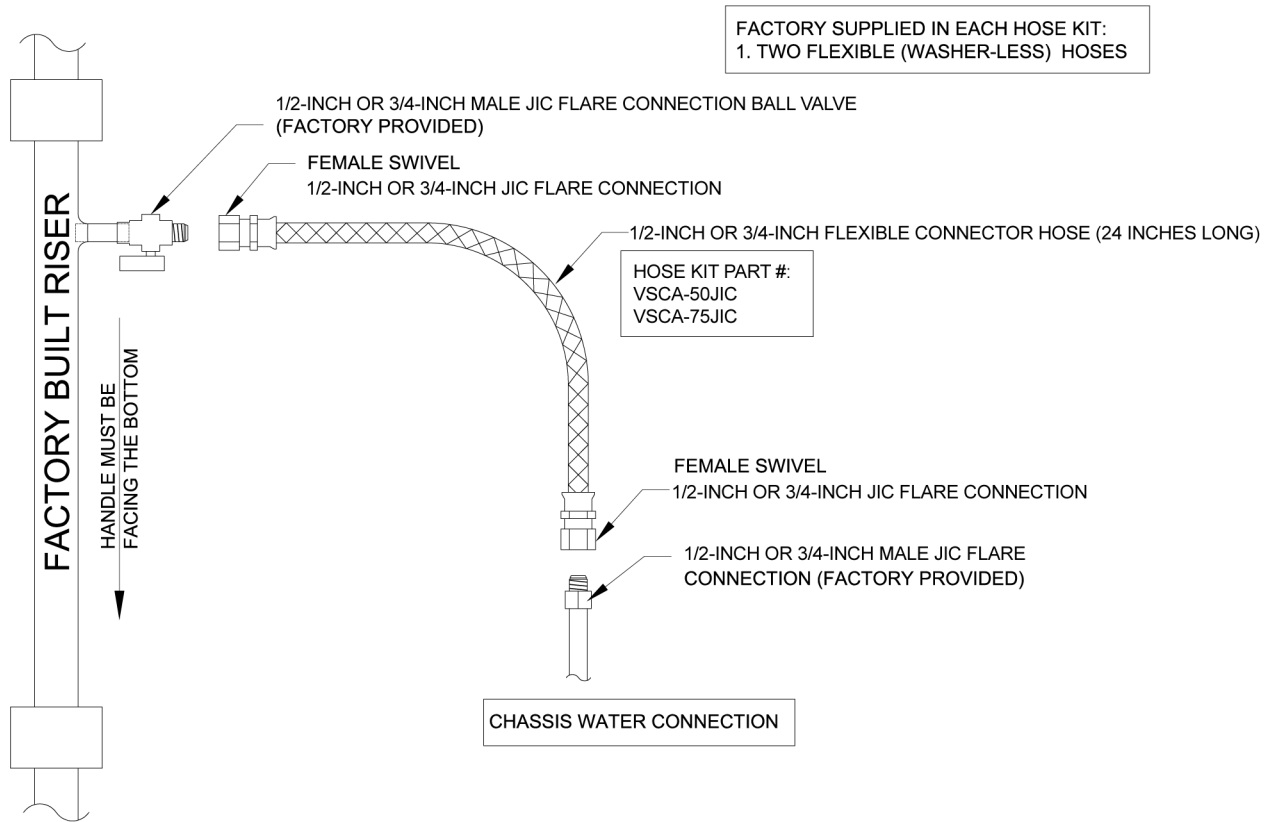 FACTORY SUPPLIED IN EACH HOSE KIT:
1. TWO FLEXIBLE (WASHER-LESS) HOSES
1/2-INCH OR 3/4-INCH MALE JIC FLARE CONNECTION BALL VALVE
(FACTORY PROVIDED)
FEMALE SWIVEL
1/2-INCH OR 3/4-INCH JIC FLARE CONNECTION
1/2-INCH OR 3/4-INCH FLEXIBLE CONNECTOR HOSE (24 INCHES LONG)
HOSE KIT PART #:
VSCA-50JIC
VSCA-75JIC
FACTORY BUILT RISER
HANDLE MUST BE
FACING THE BOTTOM
FEMALE SWIVEL
1/2-INCH OR 3/4-INCH JIC FLARE CONNECTION
1/2-INCH OR 3/4-INCH MALE JIC FLARE
CONNECTION (FACTORY PROVIDED)
CHASSIS WATER CONNECTION